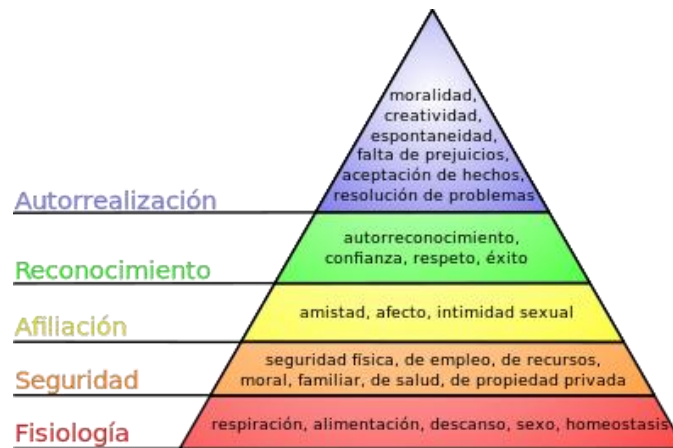 moralidad,
creatividad,
espontaneidad,
falta de prejuicios,
aceptación de hechos,
resolución de problemas
Autorrealización
autorreconocimiento,
confianza, respeto, éxito
Reconocimiento
amistad, afecto, intimidad sexual
Afiliación
seguridad física, de empleo, de recursos,
moral, familiar, de salud, de propiedad privada
Seguridad
respiración, alimentación, descanso, sexo, homeostasis
Fisiología